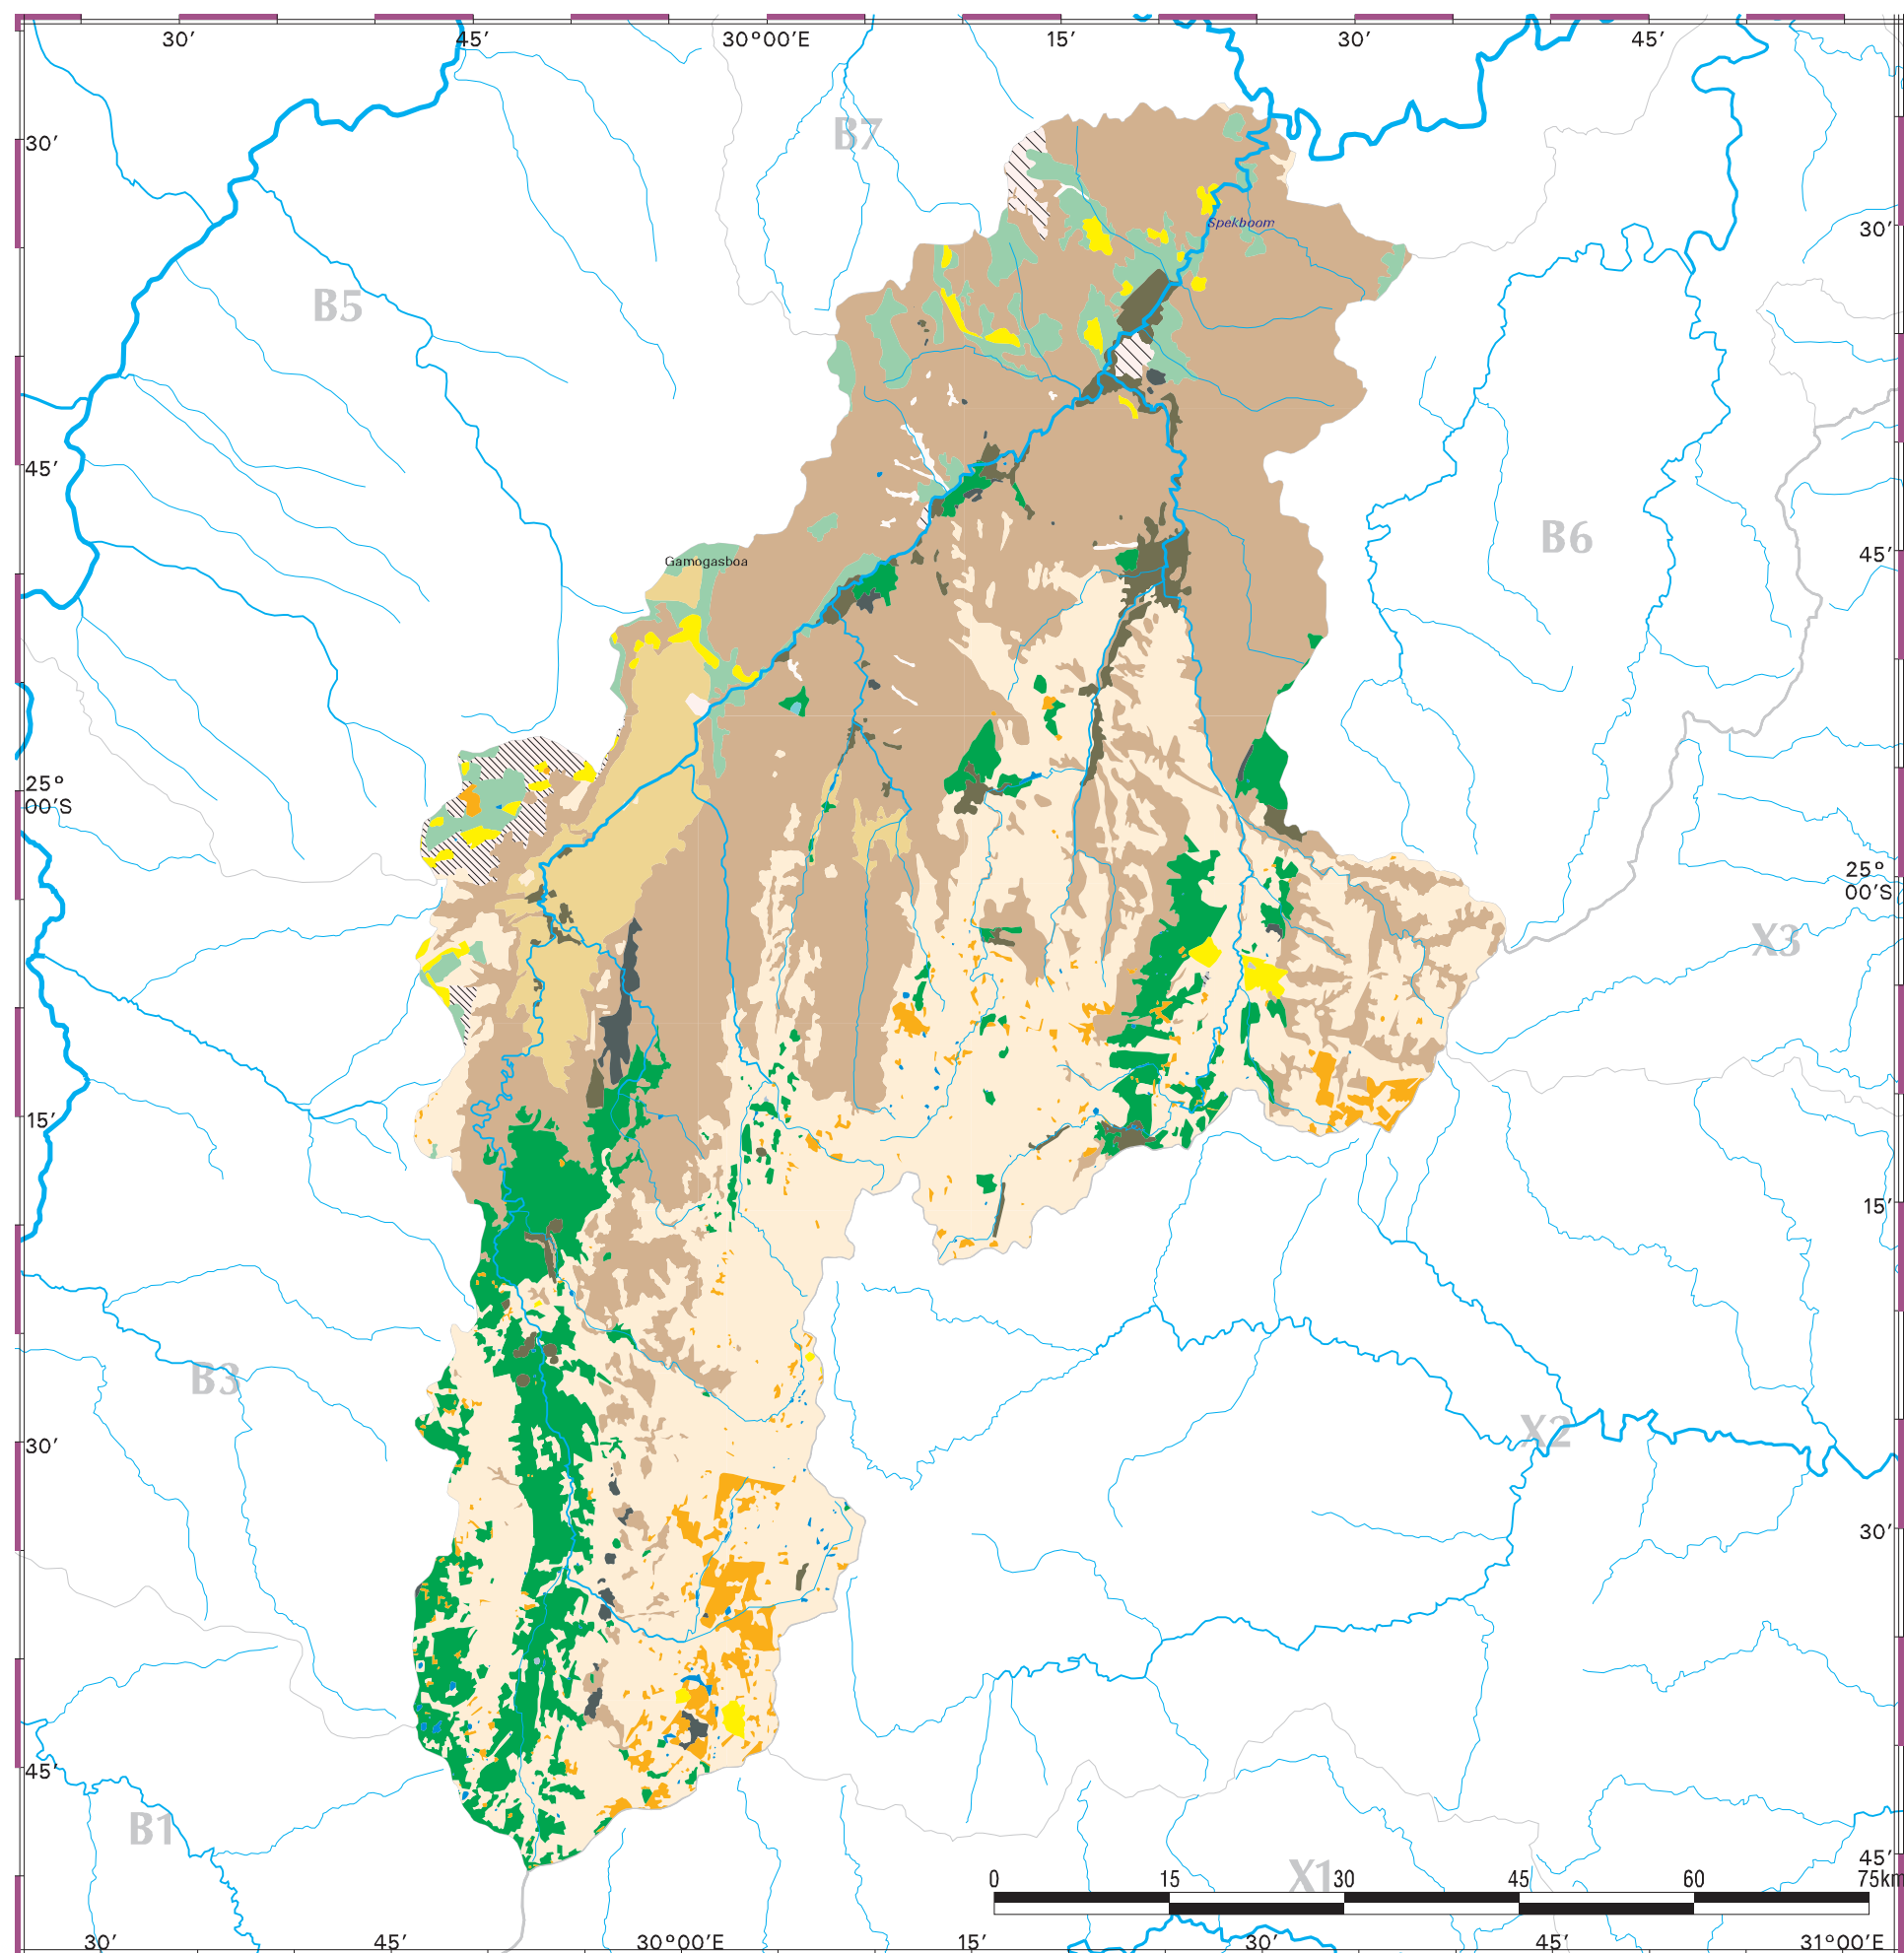 30′ 45′ 30°00′E 15′ 30′ 45′
30′
B7
Spekboom
30′
B5
45′
B6
45′
Gamogasboa
25°
00′S
25°
00′S
X3
15′
15′
B3
X2
30′
30′
45′
B1
45′
X1
0 15 30 45 60 75km
30′ 45′ 30°00′E 15′ 30′ 45′ 31°00′E